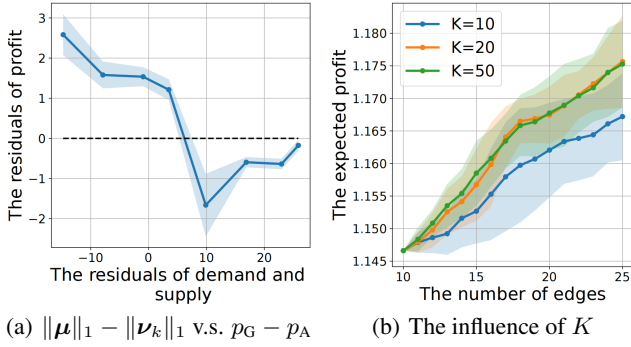 The residuals of profit
3
2
1
0
−1
−2
−10
0
10
20
The residuals of demand and
supply
(a) ‖μ‖₁ − ‖ν_k‖₁ v.s. p_G − p_A
The expected profit
1.180
1.175
1.170
1.165
1.160
1.155
1.150
1.145
K=10
K=20
K=50
10
15
20
25
The number of edges
(b) The influence of K